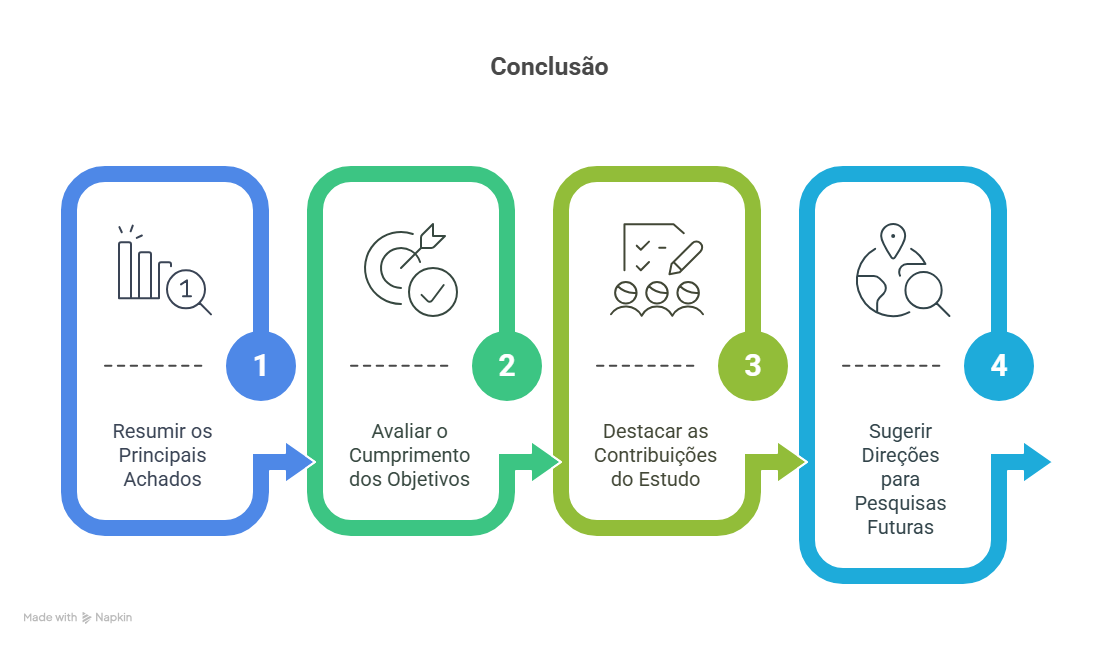 Conclusão
1
1
Resumir os
Principais
Achados
2
Avaliar o
Cumprimento
dos Objetivos
3
Destacar as
Contribuições
do Estudo
4
Sugerir
Direções
para
Pesquisas
Futuras
Made with Napkin